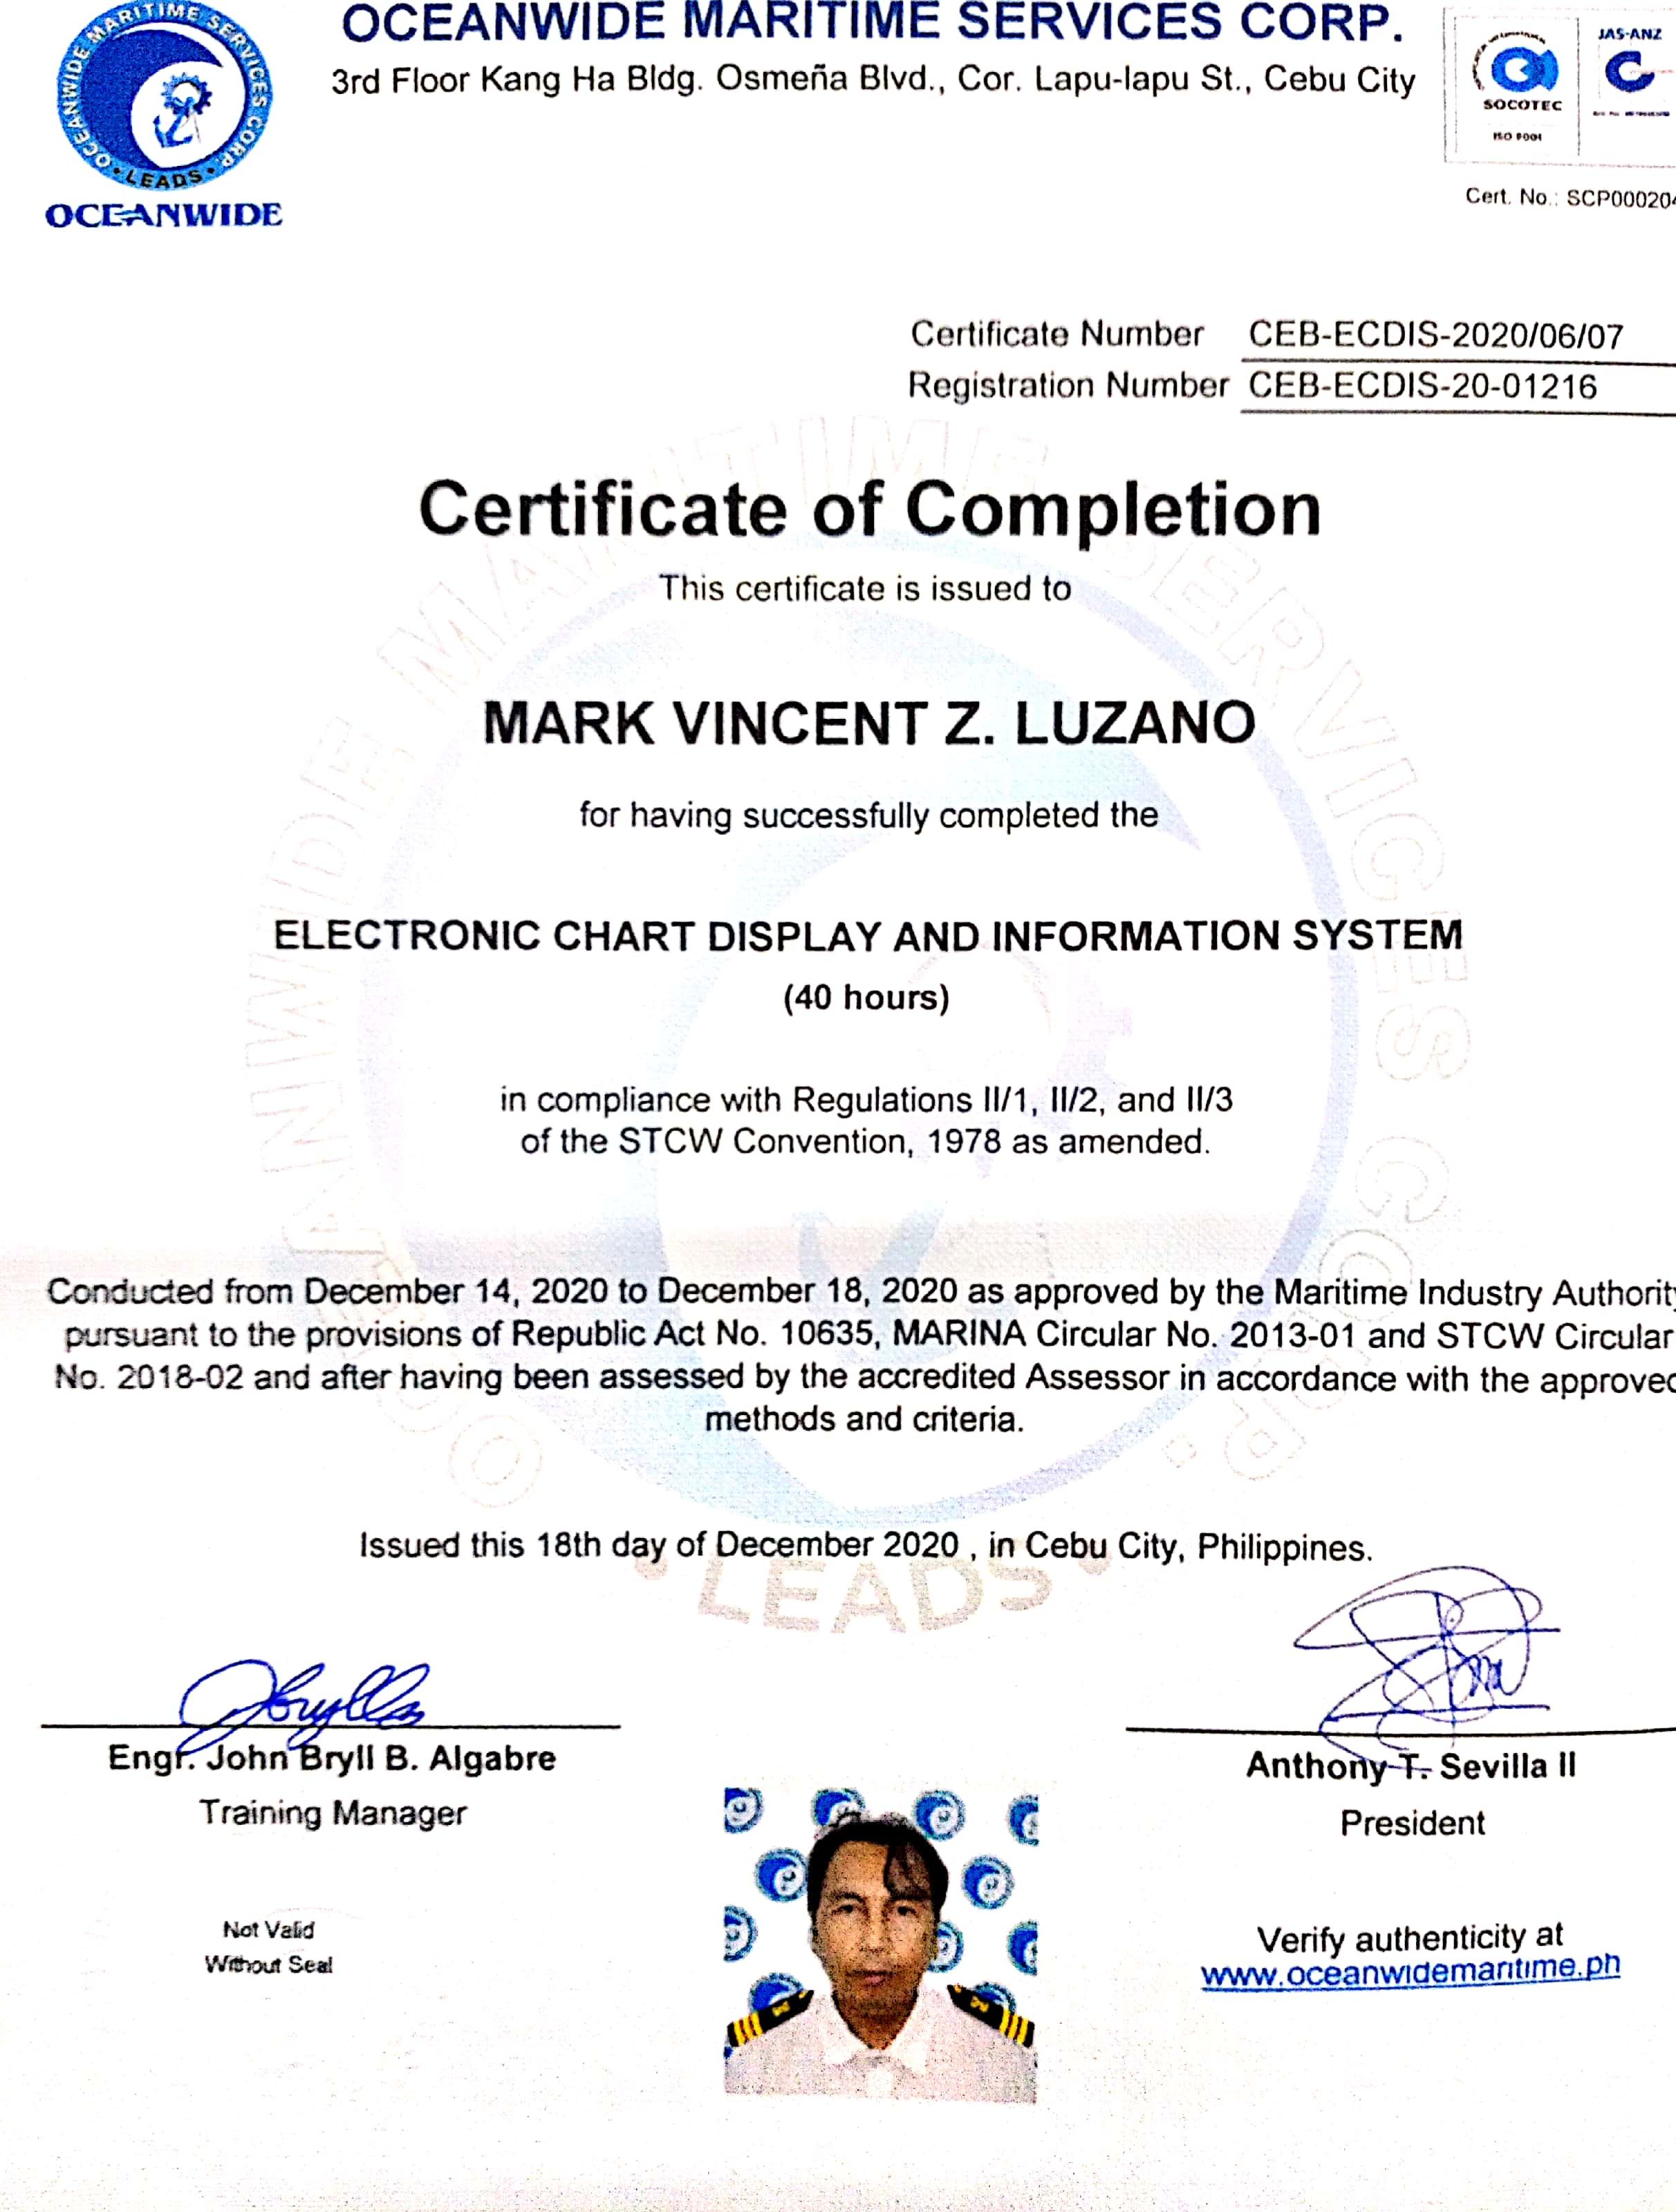 OCEANWIDE MARITIME SERVICES CORP.
3rd Floor Kang Ha Bldg. Osmeña Blvd., Cor. Lapu-lapu St., Cebu City
OCEANWIDE MARITIME SERVICES CORP.
• LEADS •
OCEANWIDE
SOCOTEC
ISO 9001
JAS-ANZ
Cert. No.: SCP000204
Certificate Number CEB-ECDIS-2020/06/07
Registration Number CEB-ECDIS-20-01216
Certificate of Completion
This certificate is issued to
MARK VINCENT Z. LUZANO
for having successfully completed the
ELECTRONIC CHART DISPLAY AND INFORMATION SYSTEM
(40 hours)
in compliance with Regulations II/1, II/2, and II/3
of the STCW Convention, 1978 as amended.
Conducted from December 14, 2020 to December 18, 2020 as approved by the Maritime Industry Authority
pursuant to the provisions of Republic Act No. 10635, MARINA Circular No. 2013-01 and STCW Circular
No. 2018-02 and after having been assessed by the accredited Assessor in accordance with the approved
methods and criteria.
Issued this 18th day of December 2020 , in Cebu City, Philippines.
OCEANWIDE MARITIME SERVICES CORP.
• LEADS •
Engr. John Bryll B. Algabre
Training Manager
Anthony T. Sevilla II
President
Not Valid
Without Seal
Verify authenticity at
www.oceanwidemaritime.ph